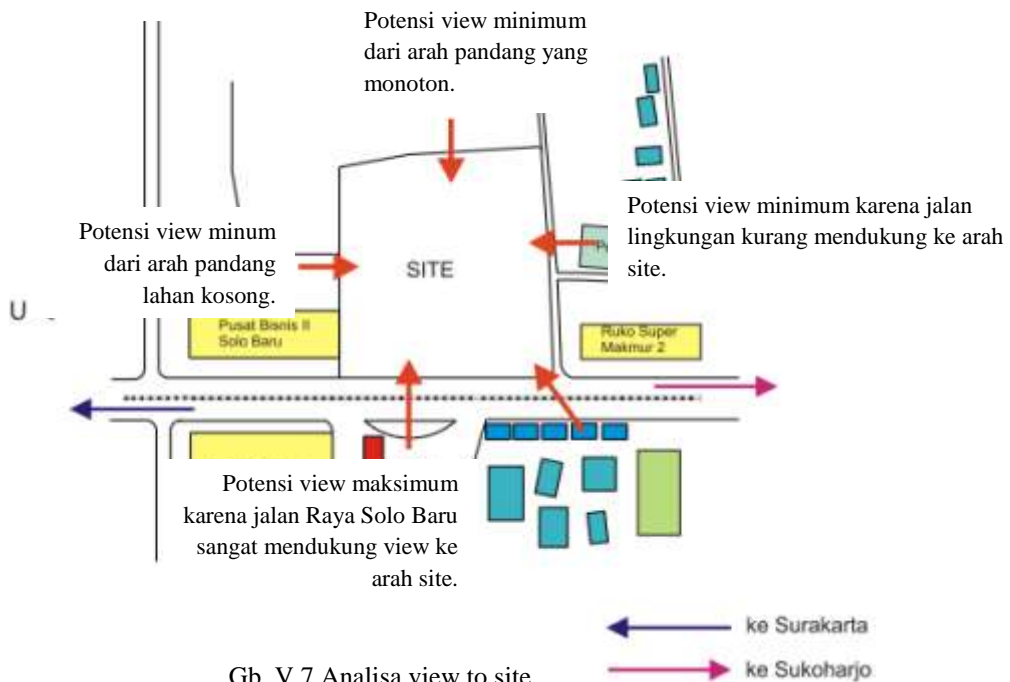 Potensi view minimum
dari arah pandang yang
monoton.
Potensi view minimum karena jalan
lingkungan kurang mendukung ke arah
site.
Potensi view minum
dari arah pandang
lahan kosong.
SITE
U
Pusat Bisnis II
Solo Baru
Ruko Super
Makmur 2
Potensi view maksimum
karena jalan Raya Solo Baru
sangat mendukung view ke
arah site.
ke Surakarta
ke Sukoharjo
Gb. V.7 Analisa view to site